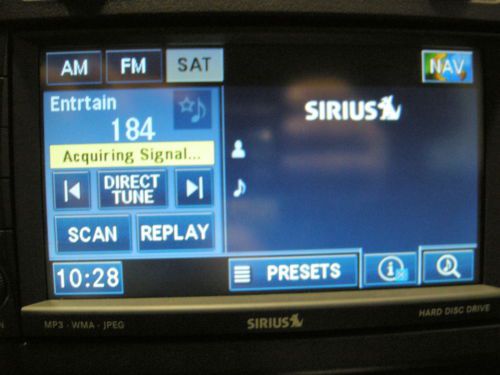 AM FM SAT NAV
Entrtain
184
SIRIUS
Acquiring Signal...
DIRECT
TUNE
SCAN REPLAY
10:28 PRESETS
MP3 · WMA · JPEG SIRIUS HARD DISC DRIVE